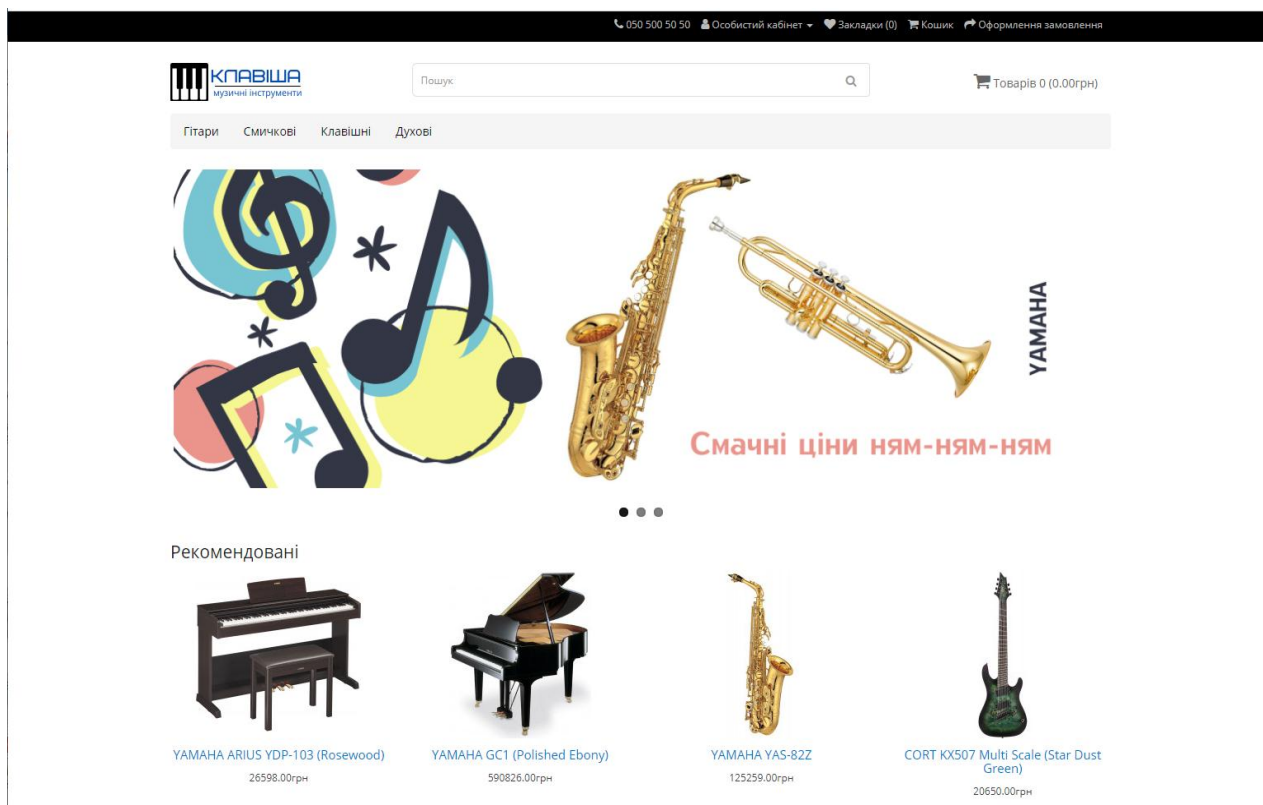 050 500 50 50 Особистий кабінет Закладки (0) Кошик Оформлення замовлення
КЛАВІША
музичні інструменти
Пошук
Товарів 0 (0.00грн)
Гітари Смичкові Клавішні Духові
YAMAHA
Смачні ціни ням-ням-ням
Рекомендовані
YAMAHA ARIUS YDP-103 (Rosewood)
26598.00грн
YAMAHA GC1 (Polished Ebony)
590826.00грн
YAMAHA YAS-82Z
125259.00грн
CORT KX507 Multi Scale (Star Dust
Green)
20650.00грн